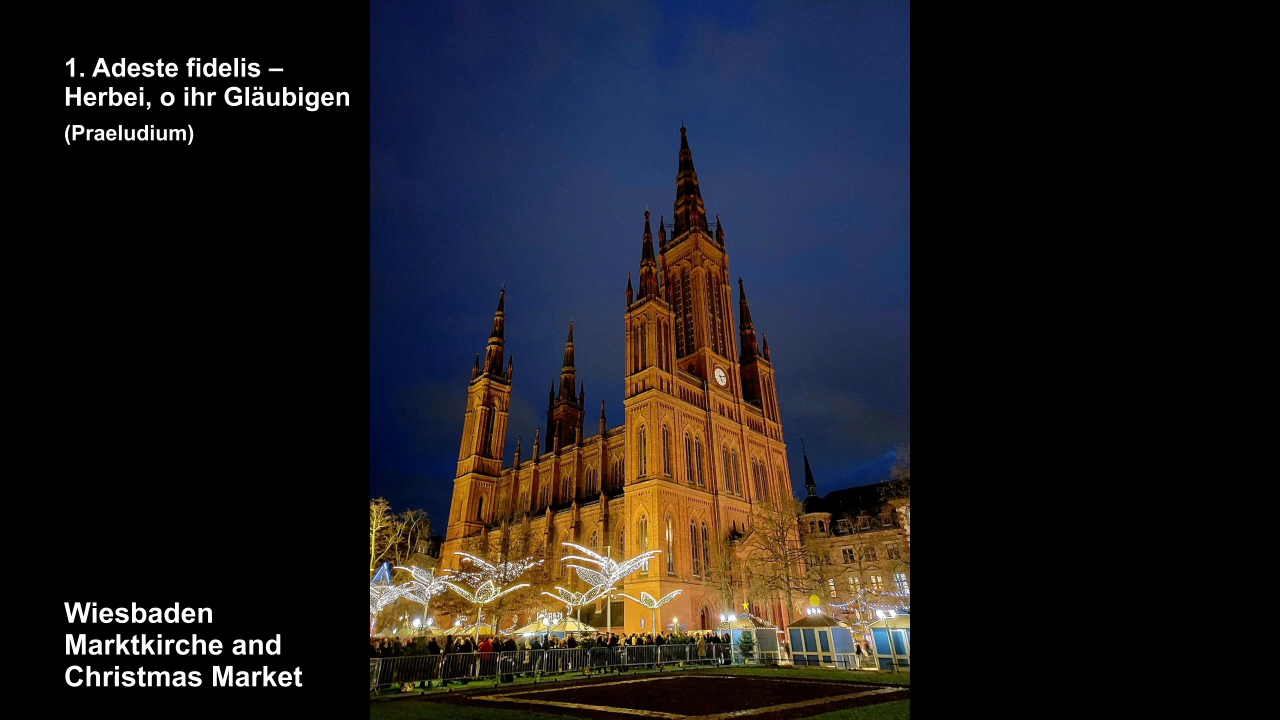 1. Adeste fidelis –
Herbei, o ihr Gläubigen
(Praeludium)
Wiesbaden
Marktkirche and
Christmas Market